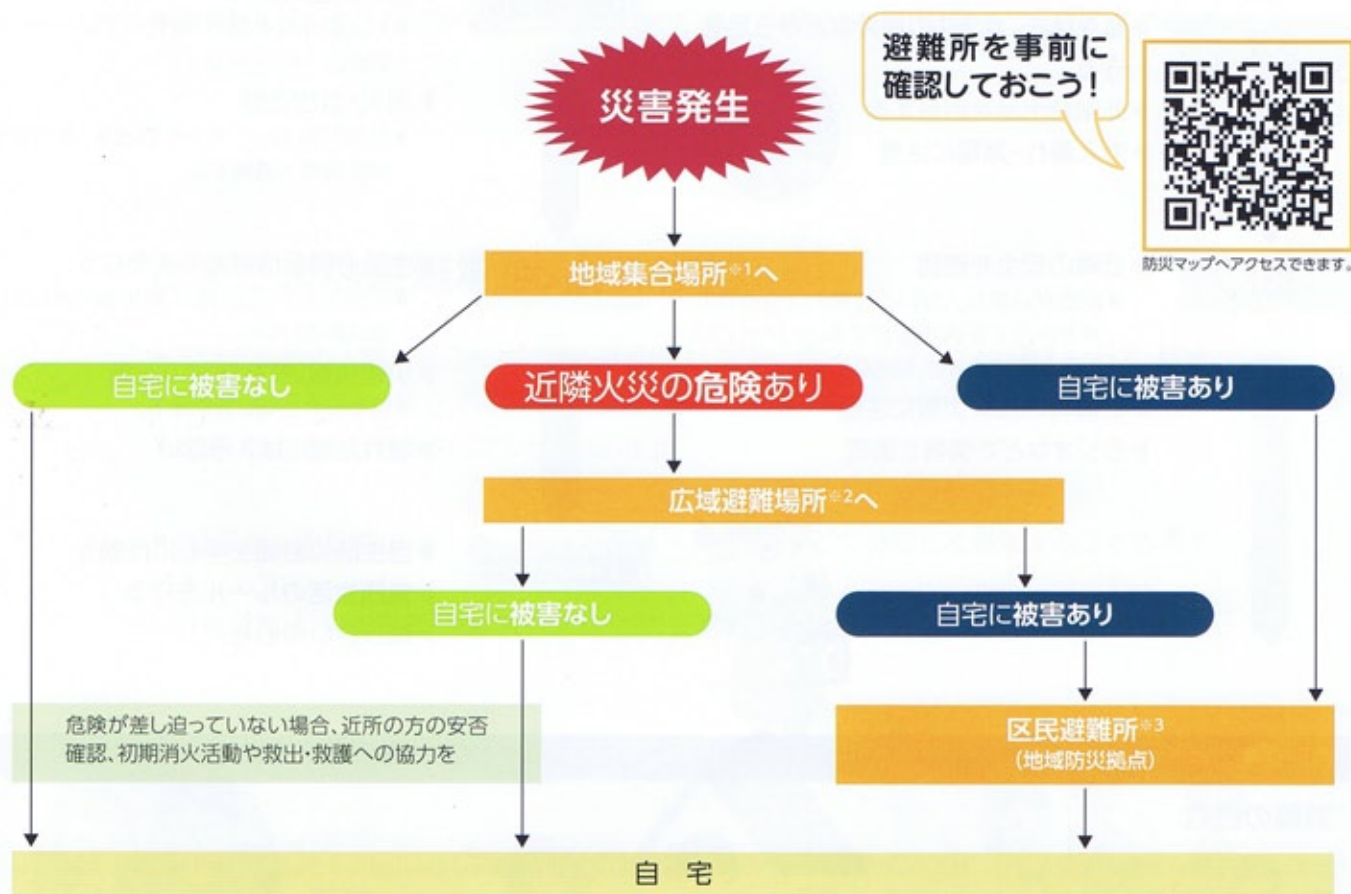 避難所を事前に
確認しておこう!
災害発生
防災マップへアクセスできます。
地域集合場所※1へ
自宅に被害なし
近隣火災の危険あり
自宅に被害あり
広域避難場所※2へ
自宅に被害なし
自宅に被害あり
危険が差し迫っていない場合、近所の方の安否
確認、初期消火活動や救出・救護への協力を
区民避難所※3
(地域防災拠点)
自 宅